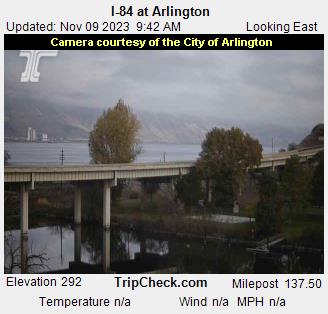 I-84 at Arlington
Updated: Nov 09 2023 9:42 AM Looking East
Camera courtesy of the City of Arlington
Elevation 292 TripCheck.com Milepost 137.50
Temperature n/a Wind n/a MPH n/a